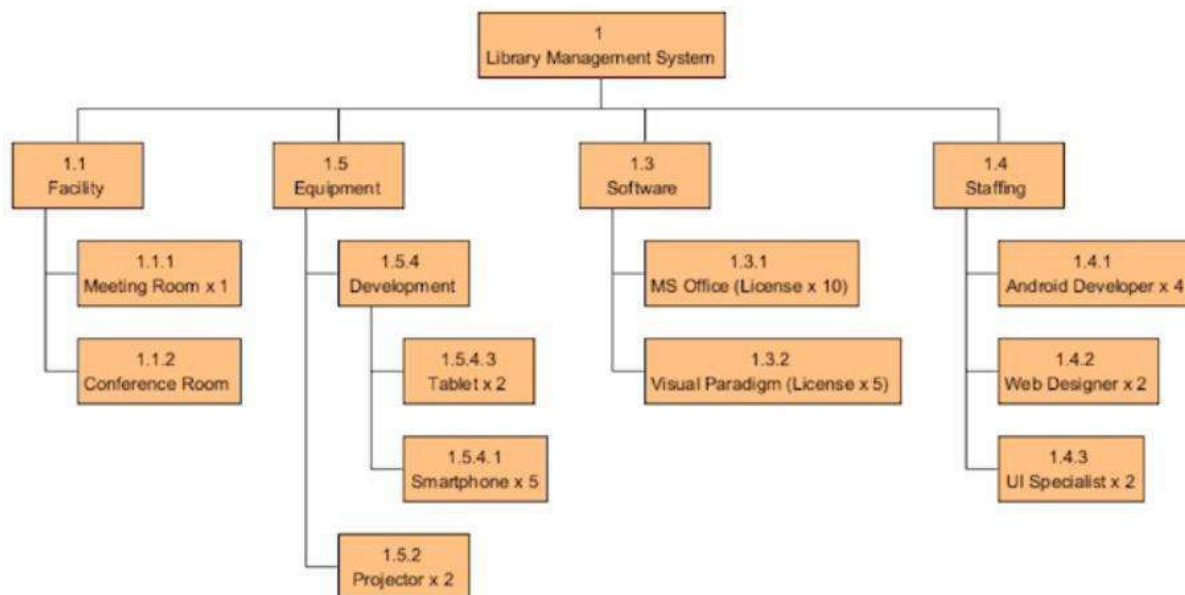 1
Library Management System
1.1
Facility
1.5
Equipment
1.3
Software
1.4
Staffing
1.1.1
Meeting Room x 1
1.1.2
Conference Room
1.5.4
Development
1.5.4.3
Tablet x 2
1.5.4.1
Smartphone x 5
1.5.2
Projector x 2
1.3.1
MS Office (License x 10)
1.3.2
Visual Paradigm (License x 5)
1.4.1
Android Developer x 4
1.4.2
Web Designer x 2
1.4.3
UI Specialist x 2